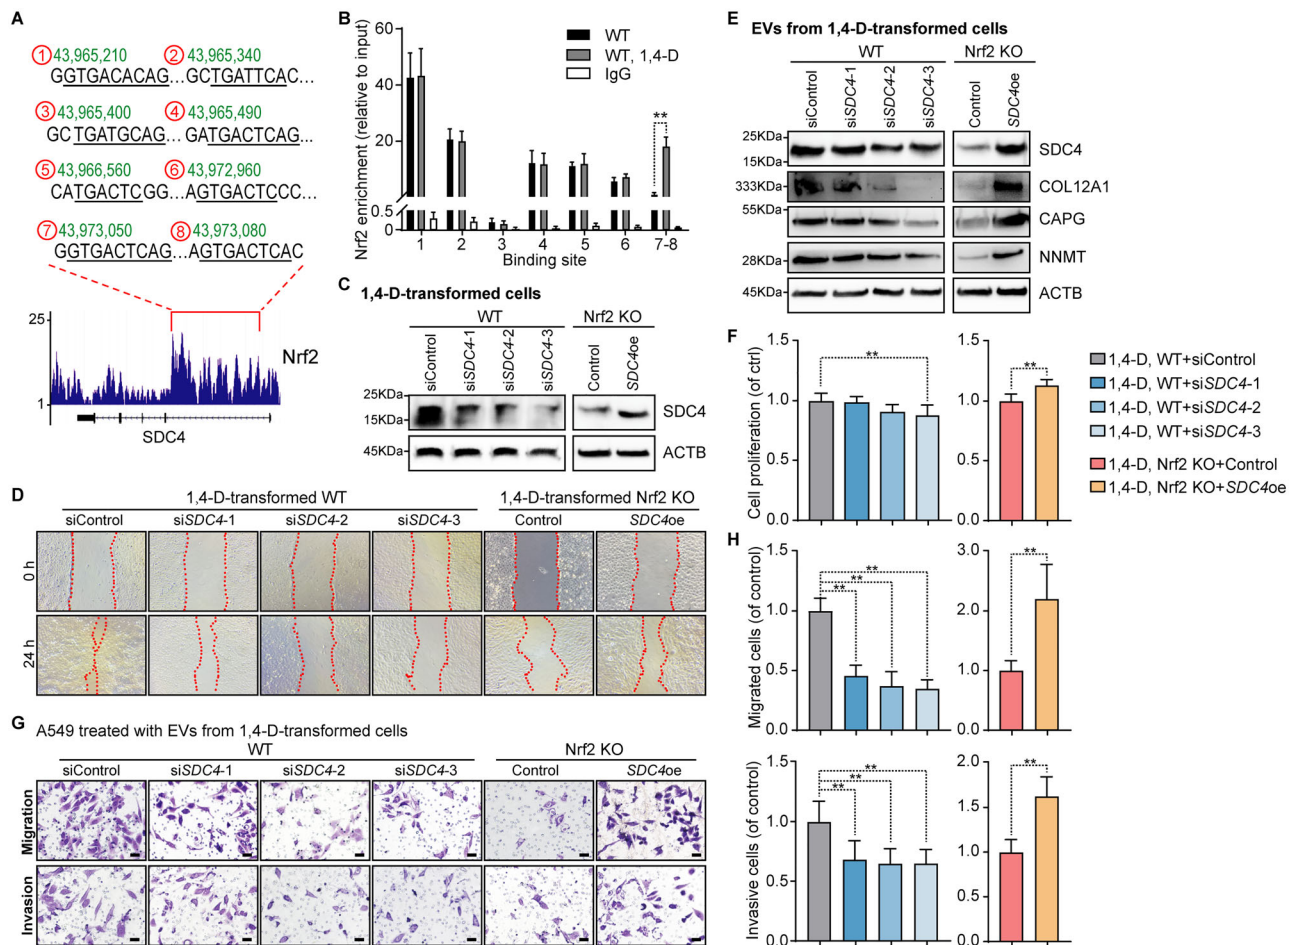 A
① 43,965,210 ② 43,965,340
GGTGACACAG...GCTGATTCAC...
③ 43,965,400 ④ 43,965,490
GCTGATGCAG...GATGACTCAG...
⑤ 43,966,560 ⑥ 43,972,960
CATGACTCGG...AGTGACTCCC...
⑦ 43,973,050 ⑧ 43,973,080
GGTGACTCAG...AGTGACTCAC
25
Nrf2
1
SDC4
B
Nrf2 enrichment (relative to input)
60
40
20
0.5
0
WT
WT, 1,4-D
IgG
**
1 2 3 4 5 6 7-8
Binding site
C 1,4-D-transformed cells
WT Nrf2 KO
siControl siSDC4-1 siSDC4-2 siSDC4-3 Control SDC4oe
25KDa
15KDa
SDC4
45KDa
ACTB
D
1,4-D-transformed WT 1,4-D-transformed Nrf2 KO
siControl siSDC4-1 siSDC4-2 siSDC4-3 Control SDC4oe
0 h
24 h
E EVs from 1,4-D-transformed cells
WT Nrf2 KO
siControl siSDC4-1 siSDC4-2 siSDC4-3 Control SDC4oe
25KDa
15KDa
SDC4
333KDa
COL12A1
55KDa
CAPG
28KDa
NNMT
45KDa
ACTB
F
Cell proliferation (of ctrl)
1.5
1.0
0.5
0
**
1.5
1.0
0.5
0.0
**
1,4-D, WT+siControl
1,4-D, WT+siSDC4-1
1,4-D, WT+siSDC4-2
1,4-D, WT+siSDC4-3
1,4-D, Nrf2 KO+Control
1,4-D, Nrf2 KO+SDC4oe
G
A549 treated with EVs from 1,4-D-transformed cells
WT Nrf2 KO
siControl siSDC4-1 siSDC4-2 siSDC4-3 Control SDC4oe
Migration
Invasion
H
Migrated cells (of control)
1.5
1.0
0.5
0.0
**
**
**
3.0
2.0
1.0
0.0
**
Invasive cells (of control)
1.5
1.0
0.5
0.0
**
**
**
2.0
1.5
1.0
0.5
0.0
**